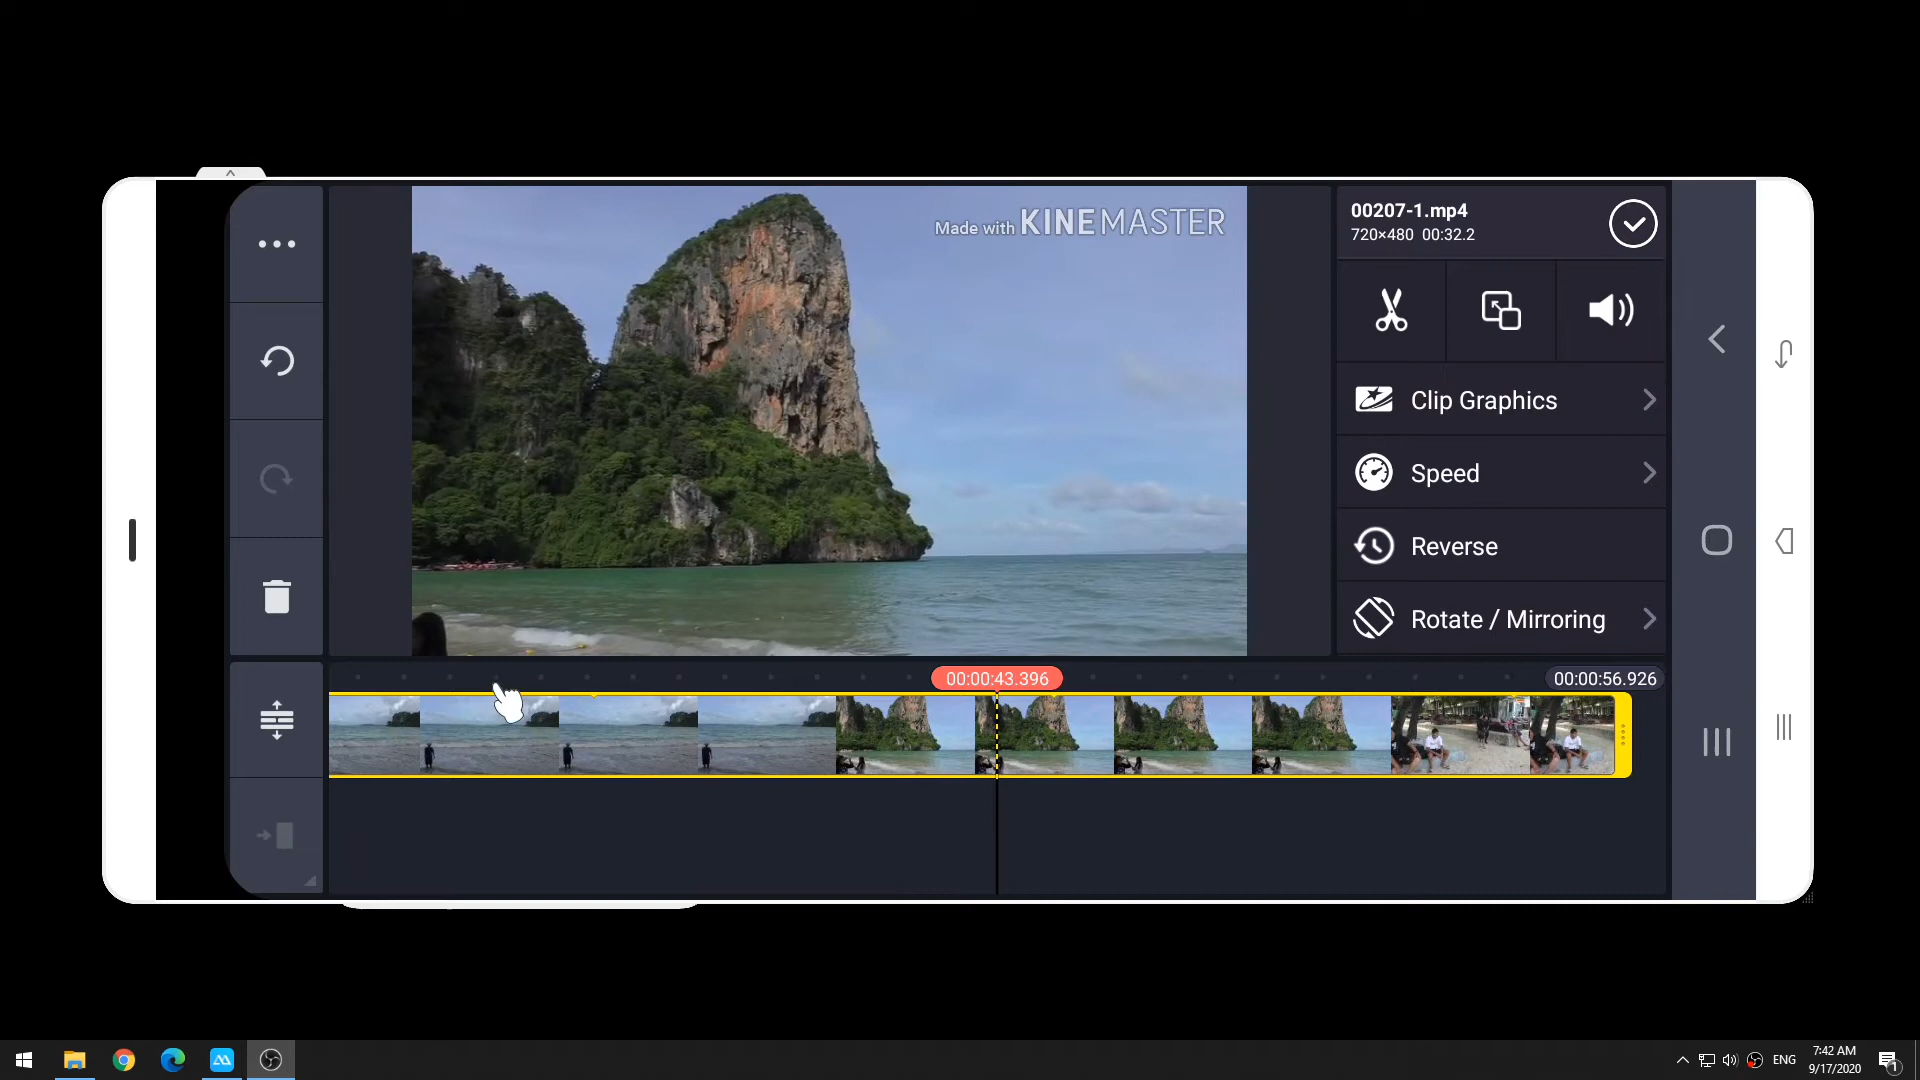 Made with KINEMASTER
00207-1.mp4
720×480 00:32.2
Clip Graphics
Speed
Reverse
Rotate / Mirroring
00:00:43.396
00:00:56.926
ENG
7:42 AM
9/17/2020
1